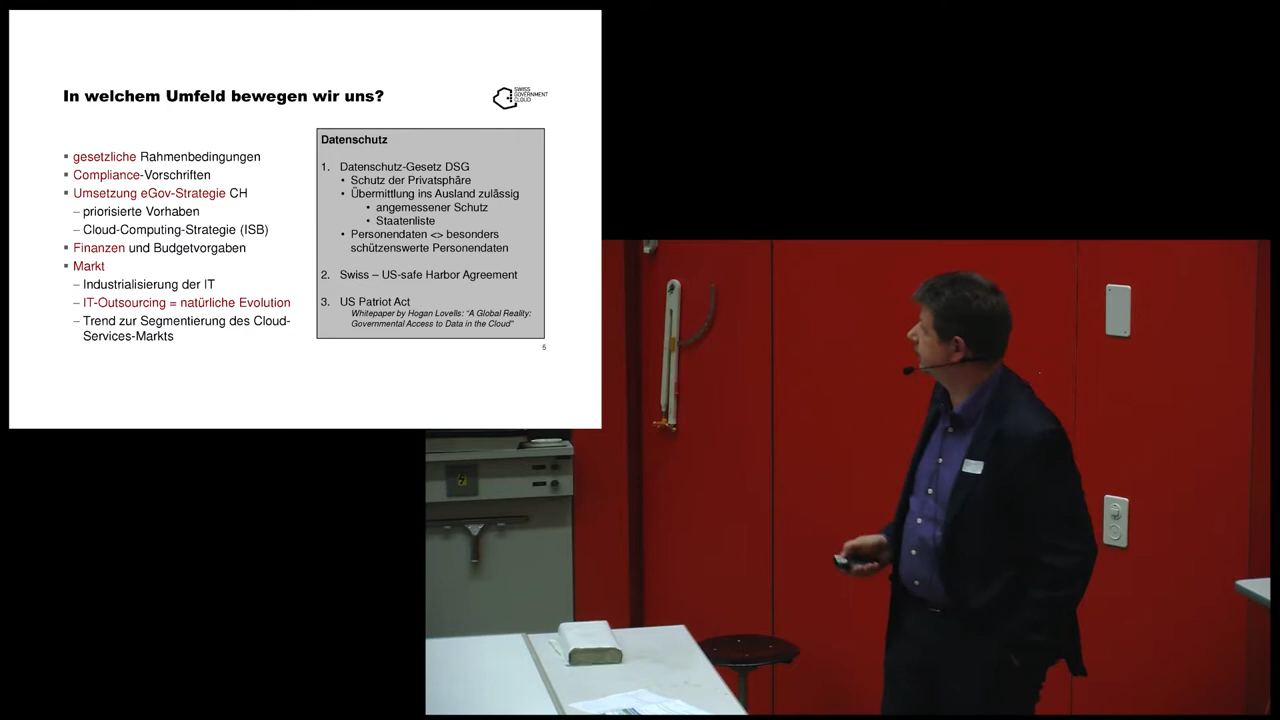 In welchem Umfeld bewegen wir uns?
SWISS
GOVERNMENT
CLOUD
▪ gesetzliche Rahmenbedingungen
▪ Compliance-Vorschriften
▪ Umsetzung eGov-Strategie CH
– priorisierte Vorhaben
– Cloud-Computing-Strategie (ISB)
▪ Finanzen und Budgetvorgaben
▪ Markt
– Industrialisierung der IT
– IT-Outsourcing = natürliche Evolution
– Trend zur Segmentierung des Cloud-
Services-Markts
Datenschutz
1. Datenschutz-Gesetz DSG
• Schutz der Privatsphäre
• Übermittlung ins Ausland zulässig
• angemessener Schutz
• Staatenliste
• Personendaten <> besonders
schützenswerte Personendaten
2. Swiss – US-safe Harbor Agreement
3. US Patriot Act
Whitepaper by Hogan Lovells: "A Global Reality:
Governmental Access to Data in the Cloud"
5